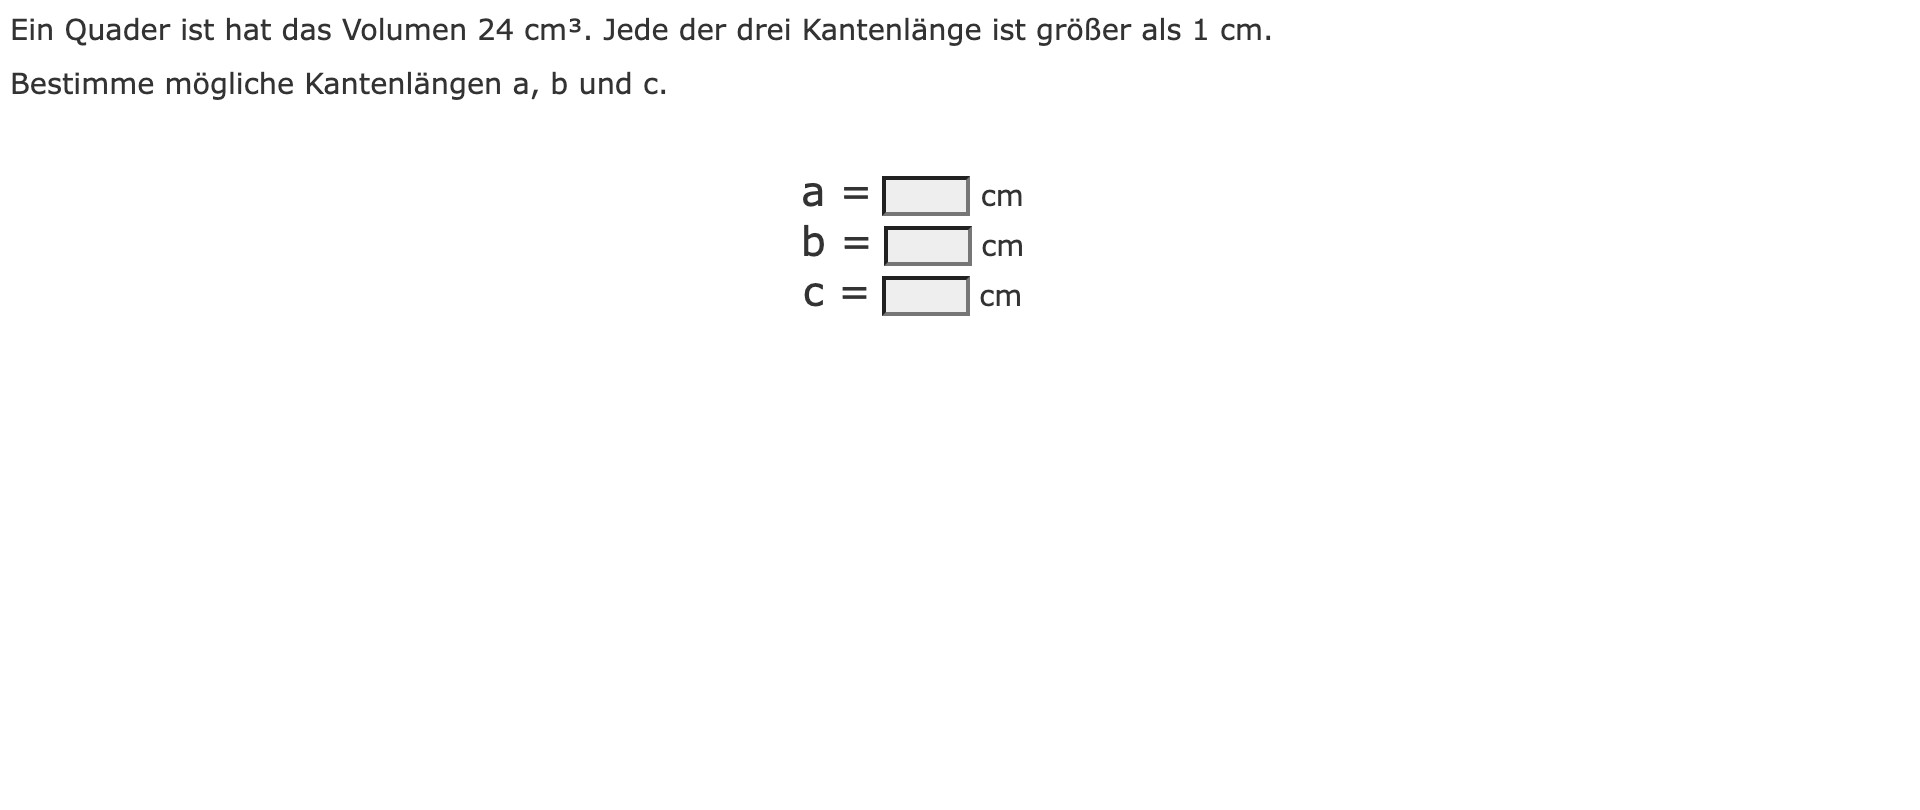 Ein Quader ist hat das Volumen 24 cm³. Jede der drei Kantenlänge ist größer als 1 cm.
Bestimme mögliche Kantenlängen a, b und c.
a = cm
b = cm
c = cm